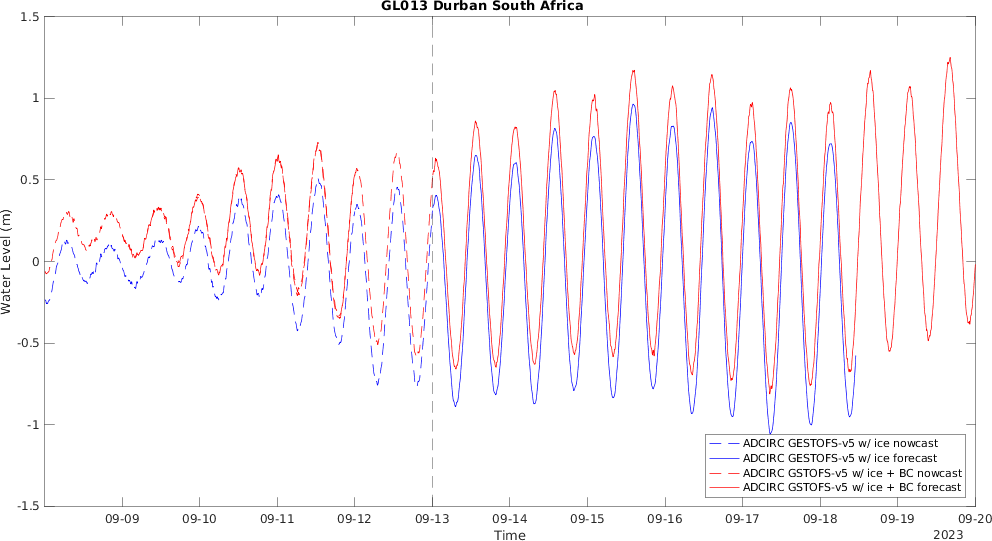 GL013 Durban South Africa
1.5
1
0.5
0
-0.5
-1
-1.5
Water Level (m)
09-09
09-10
09-11
09-12
09-13
09-14
09-15
09-16
09-17
09-18
09-19
09-20
Time
2023
ADCIRC GESTOFS-v5 w/ ice nowcast
ADCIRC GESTOFS-v5 w/ ice forecast
ADCIRC GSTOFS-v5 w/ ice + BC nowcast
ADCIRC GSTOFS-v5 w/ ice + BC forecast